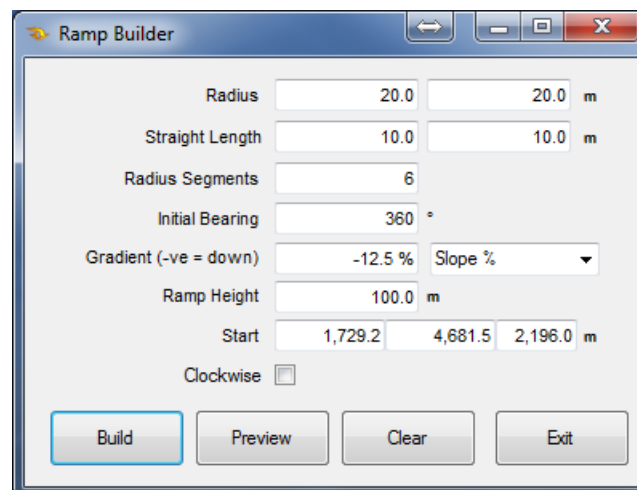 Ramp Builder
Radius 20.0 20.0 m
Straight Length 10.0 10.0 m
Radius Segments 6
Initial Bearing 360 °
Gradient (-ve = down) -12.5 % Slope %
Ramp Height 100.0 m
Start 1,729.2 4,681.5 2,196.0 m
Clockwise
Build Preview Clear Exit